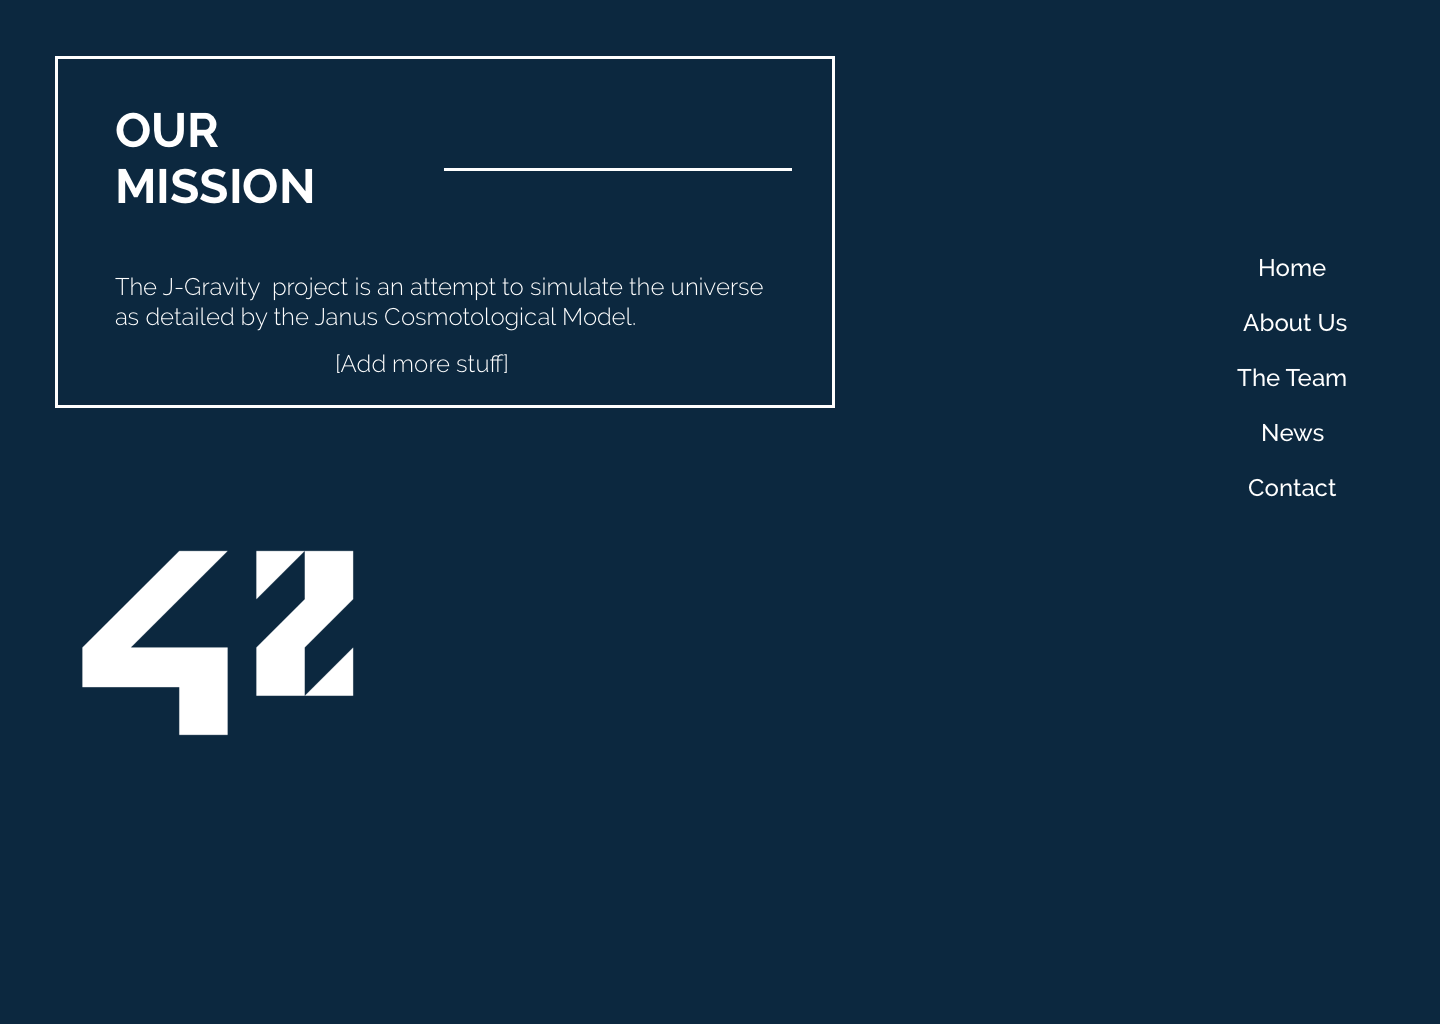 OUR
MISSION
The J-Gravity  project is an attempt to simulate the universe
as detailed by the Janus Cosmotological Model.
[Add more stuff]
Home
About Us
The Team
News
Contact
42